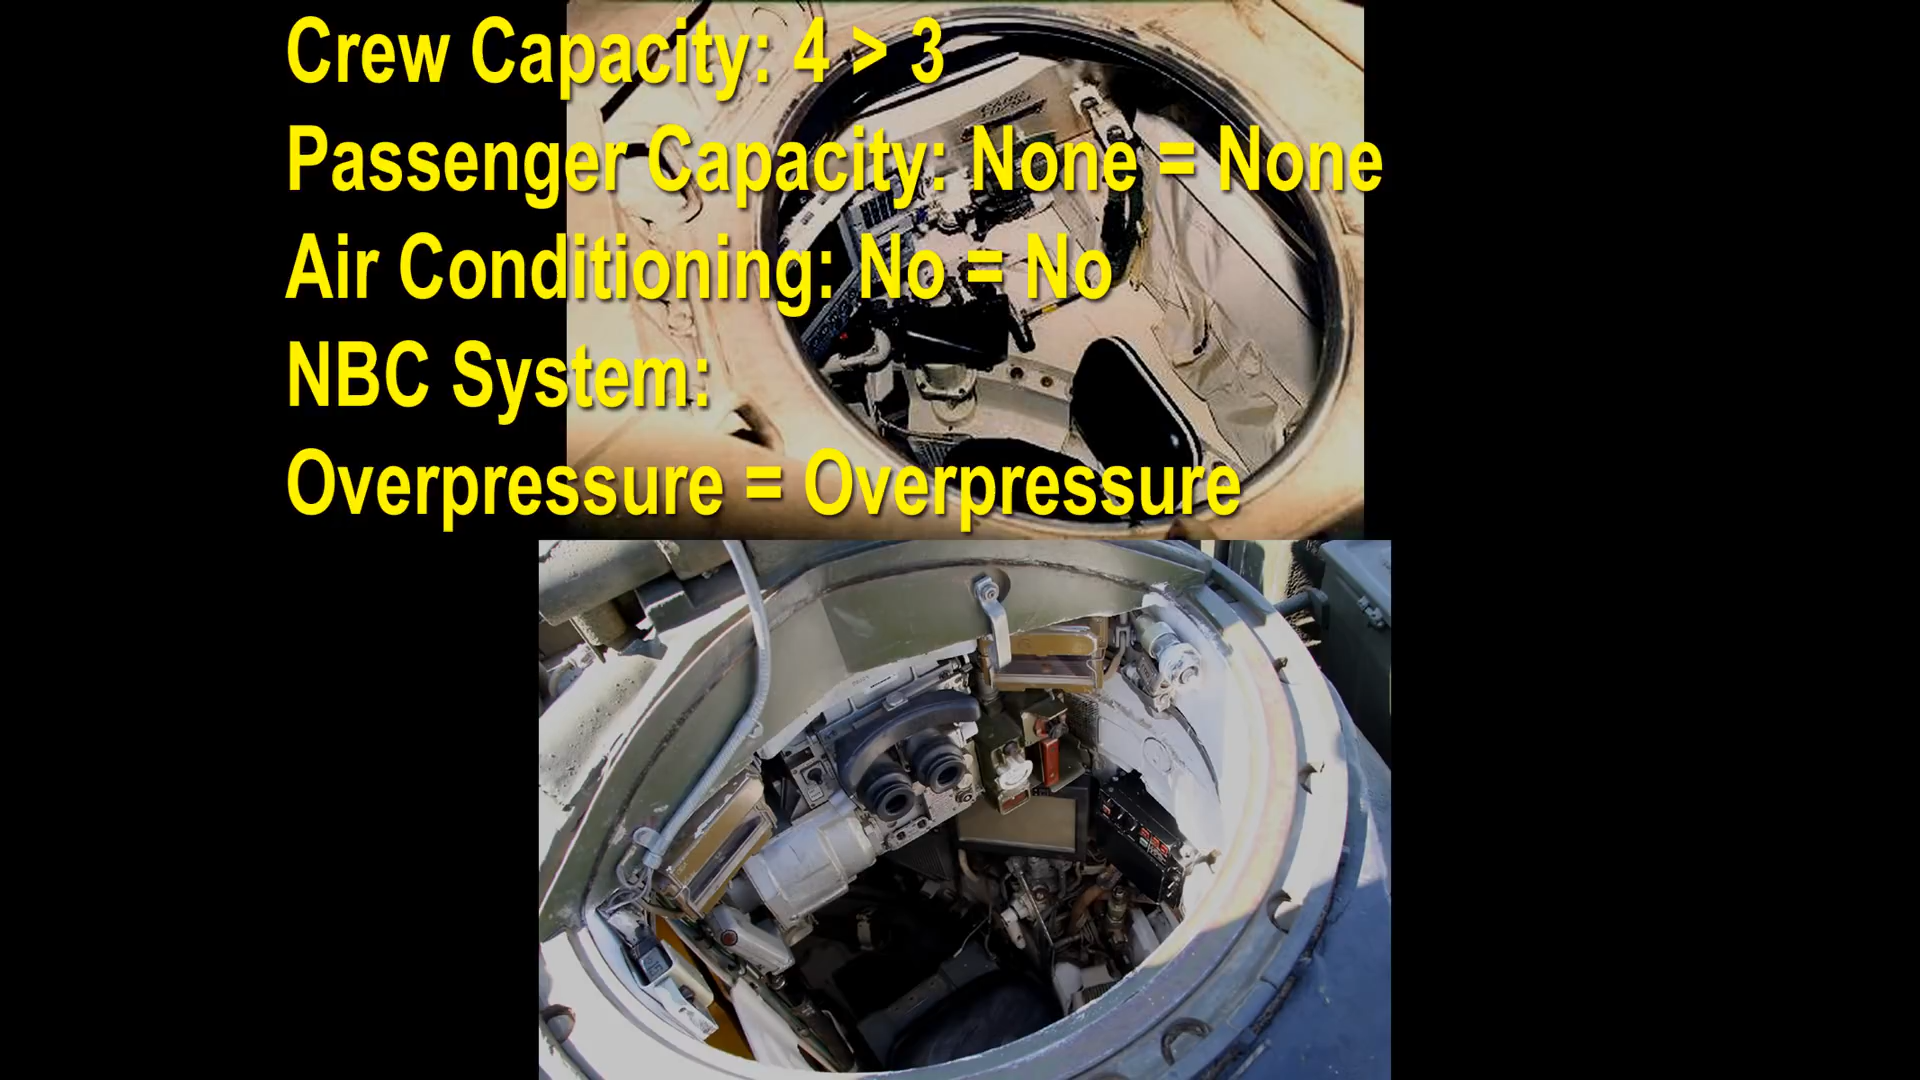 Crew Capacity: 4 > 3
Passenger Capacity: None = None
Air Conditioning: No = No
NBC System:
Overpressure = Overpressure